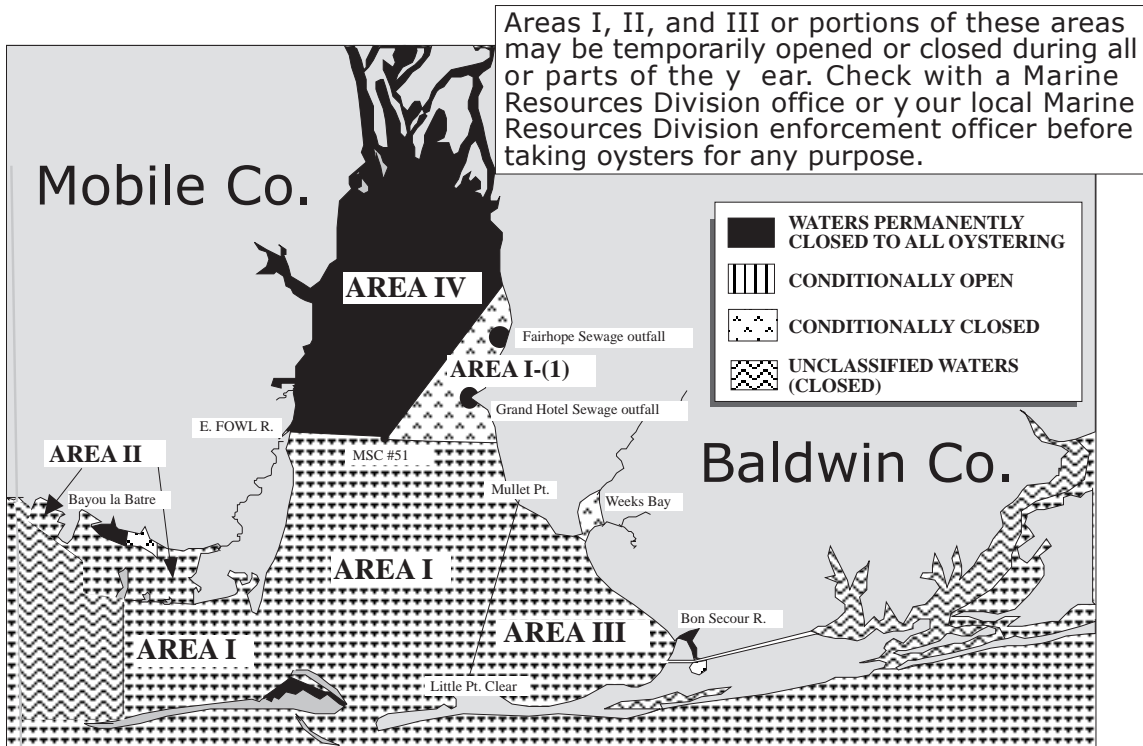 Areas I, II, and III or portions of these areas
may be temporarily opened or closed during all
or parts of the y ear. Check with a Marine
Resources Division office or y our local Marine
Resources Division enforcement officer before
taking oysters for any purpose.
Mobile Co.
WATERS PERMANENTLY
CLOSED TO ALL OYSTERING
CONDITIONALLY OPEN
CONDITIONALLY CLOSED
UNCLASSIFIED WATERS
(CLOSED)
AREA IV
Fairhope Sewage outfall
AREA I-(1)
Grand Hotel Sewage outfall
E. FOWL R.
MSC #51
Baldwin Co.
AREA II
Bayou la Batre
Mullet Pt.
Weeks Bay
AREA I
AREA III
Bon Secour R.
AREA I
Little Pt. Clear